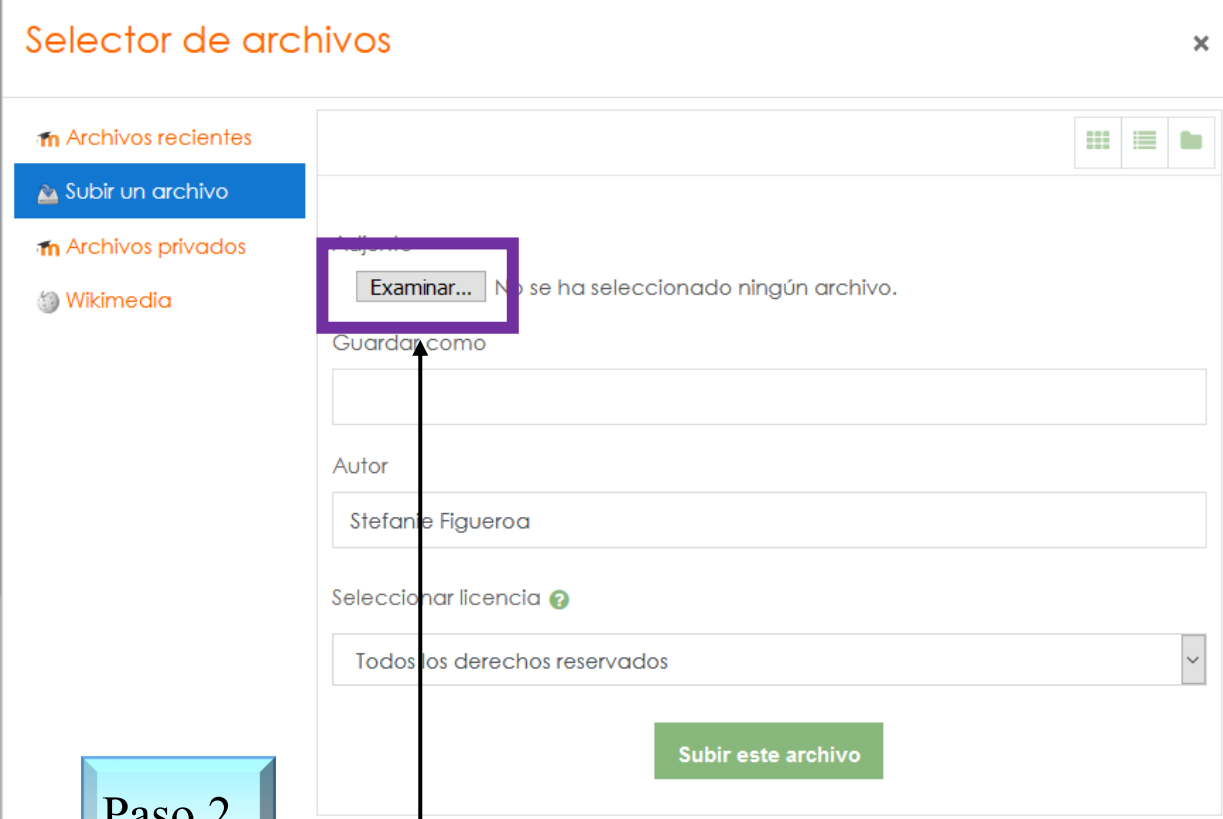 Selector de archivos
×
Archivos recientes
Subir un archivo
Archivos privados
Wikimedia
Adjunto
Examinar... No se ha seleccionado ningún archivo.
Guardar como
Autor
Stefanie Figueroa
Seleccionar licencia ?
Todos los derechos reservados
Subir este archivo
Paso 2